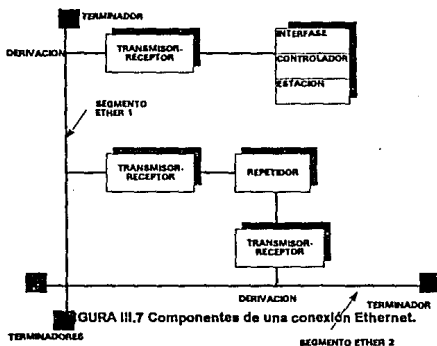 TERMINADOR
DERIVACION
TRANSMISOR-
RECEPTOR
INTERFASE
CONTROLADOR
ESTACION
SEGMENTO
ETHER 1
TRANSMISOR-
RECEPTOR
REPETIDOR
TRANSMISOR-
RECEPTOR
DERIVACION
TERMINADOR
GURA III.7 Componentes de una conexión Ethernet.
TERMINADORES
SEGMENTO ETHER 2